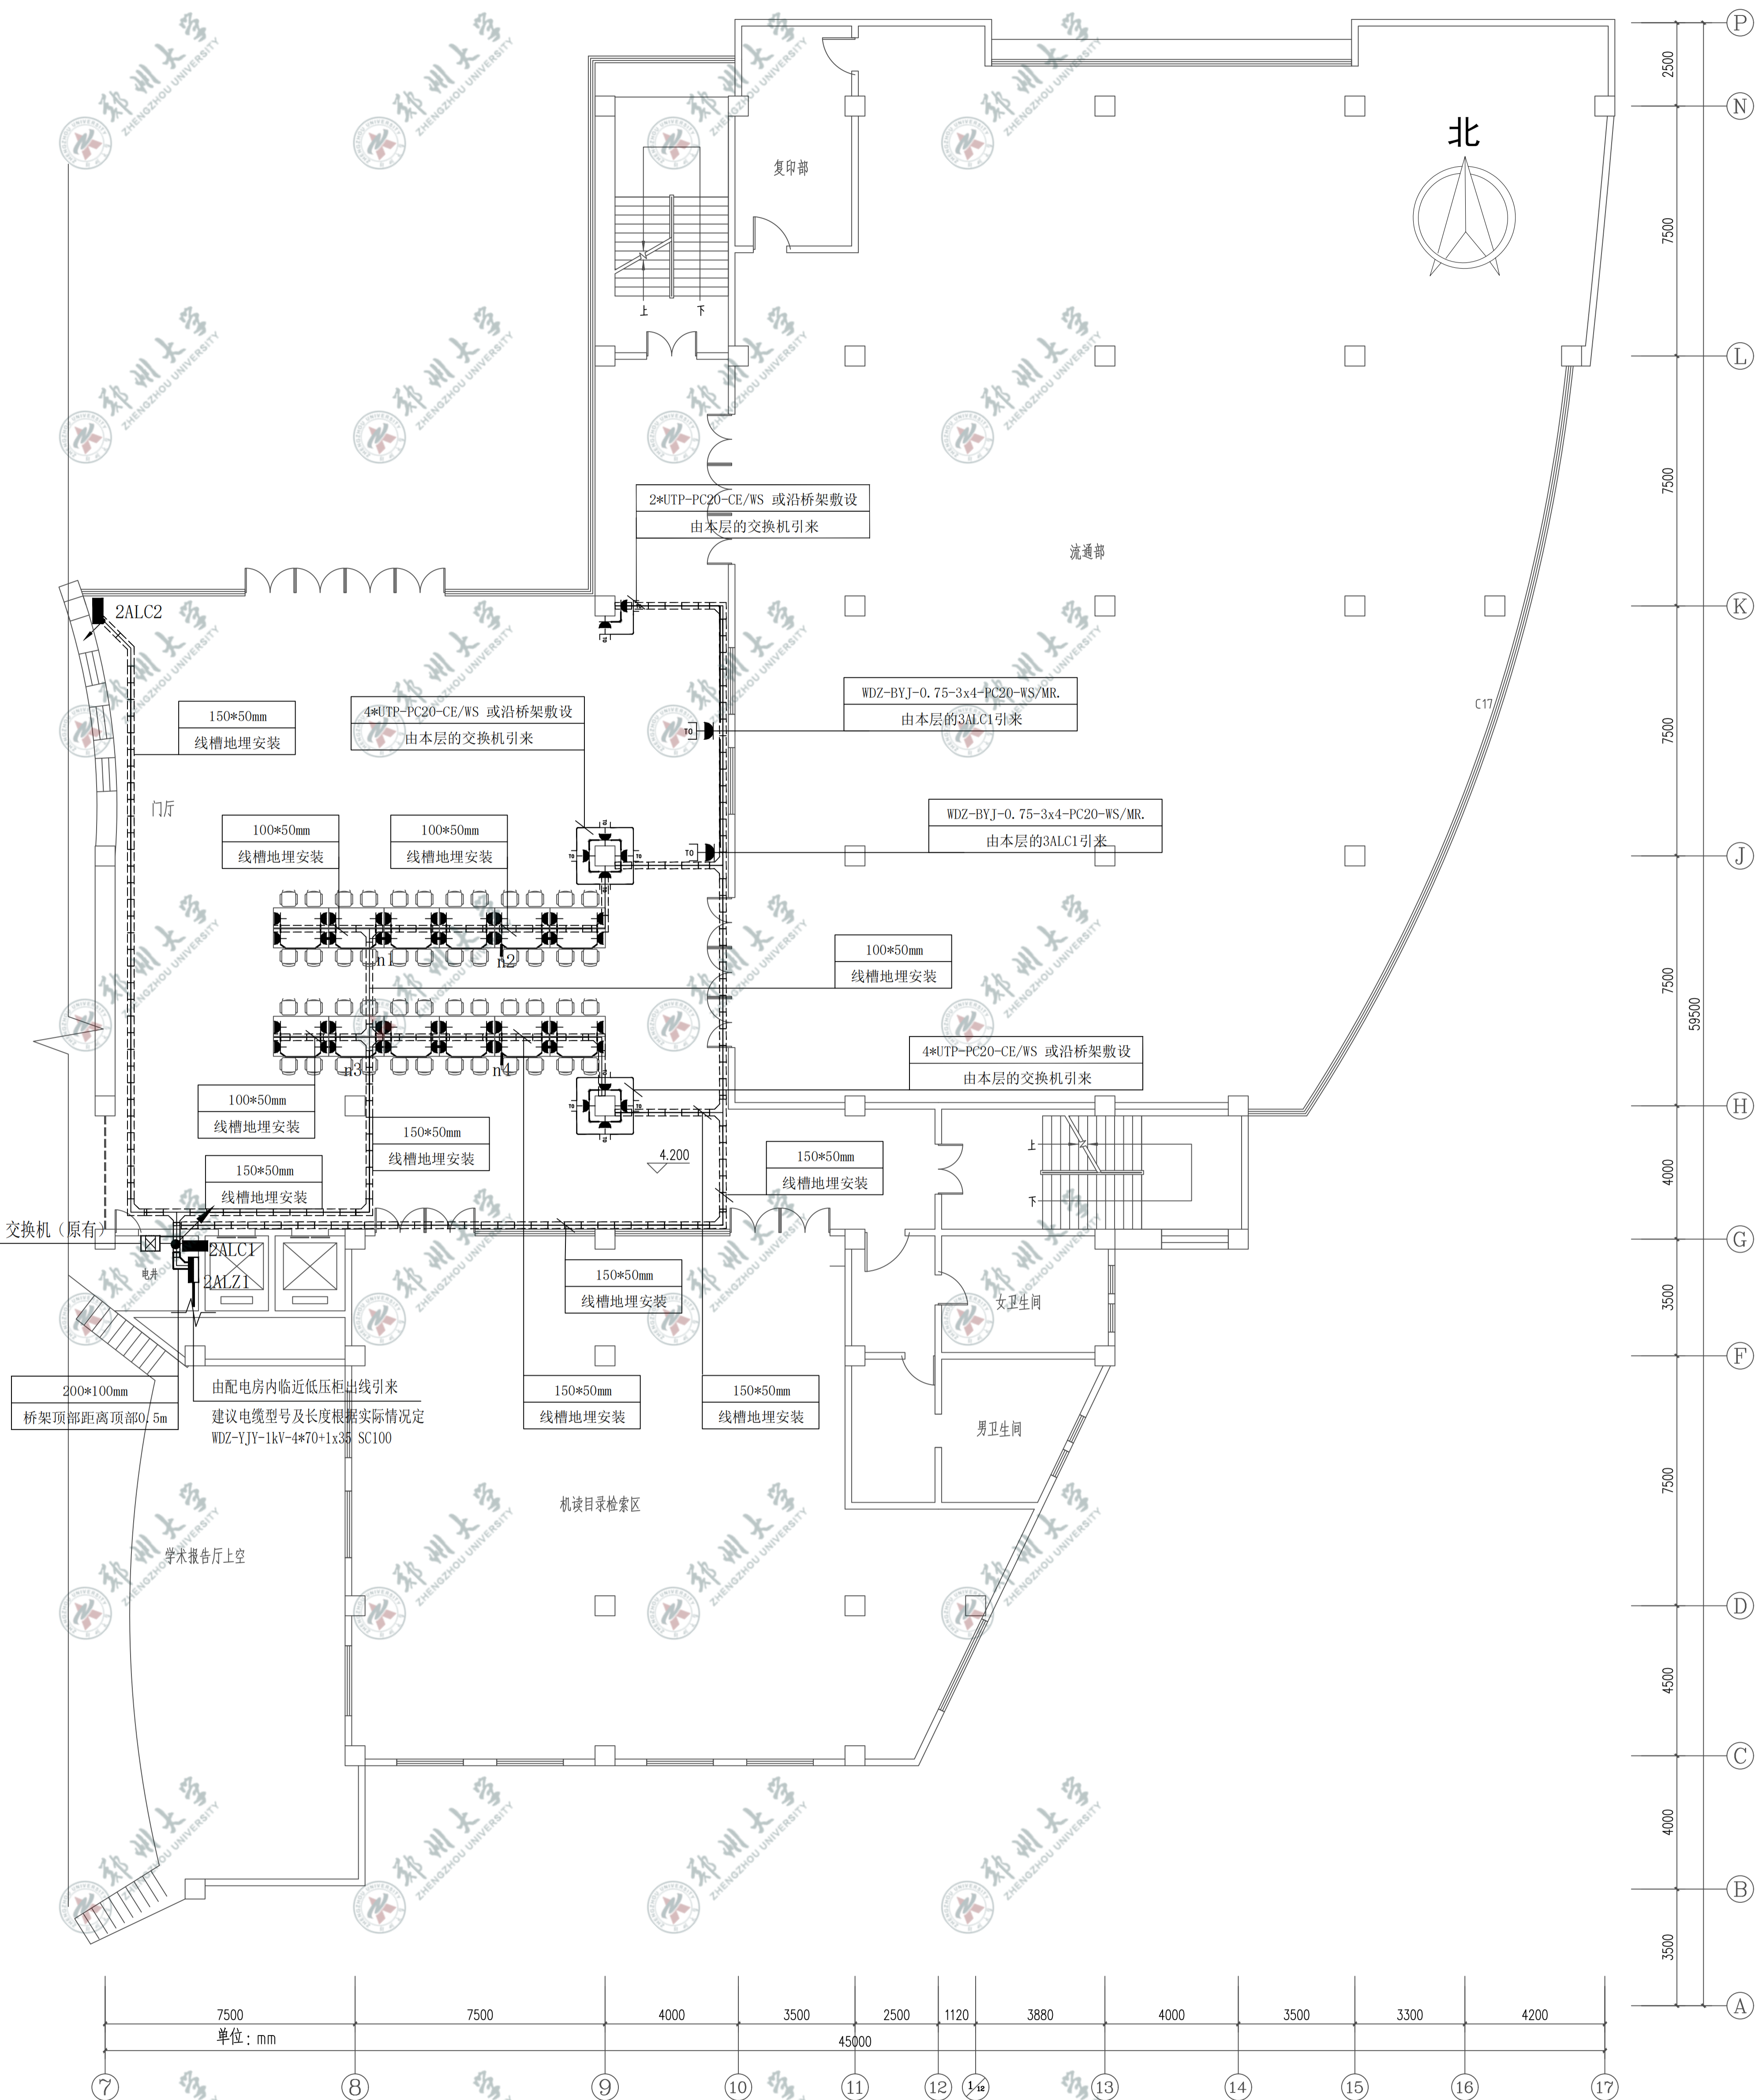 P
2500
N
北
复印部
7500
上
下
L
2*UTP-PC20-CE/WS 或沿桥架敷设
由本层的交换机引来
7500
流通部
2ALC2
K
WDZ-BYJ-0.75-3x4-PC20-WS/MR.
由本层的3ALC1引来
4*UTP-PC20-CE/WS 或沿桥架敷设
由本层的交换机引来
150*50mm
线槽地埋安装
C17
TO
7500
门厅
WDZ-BYJ-0.75-3x4-PC20-WS/MR.
由本层的3ALC1引来
100*50mm
线槽地埋安装
100*50mm
线槽地埋安装
TO
TO
TO
J
100*50mm
线槽地埋安装
n1
n2
7500
59500
4*UTP-PC20-CE/WS 或沿桥架敷设
由本层的交换机引来
n3
n4
100*50mm
线槽地埋安装
TO
TO
H
150*50mm
线槽地埋安装
4.200
150*50mm
线槽地埋安装
上
下
4000
150*50mm
线槽地埋安装
交换机（原有）
G
2ALC1
电井
2ALZ1
150*50mm
线槽地埋安装
女卫生间
3500
F
200*100mm
桥架顶部距离顶部0.5m
由配电房内临近低压柜出线引来
建议电缆型号及长度根据实际情况定
WDZ-YJY-1kV-4*70+1x35 SC100
150*50mm
线槽地埋安装
150*50mm
线槽地埋安装
男卫生间
7500
机读目录检索区
学术报告厅上空
D
4500
C
4000
B
3500
A
7500
7500
4000
3500
2500
1120
3880
4000
3500
3300
4200
单位：mm
45000
7
8
9
10
11
12
1/12
13
14
15
16
17
郑州大学
ZHENGZHOU UNIVERSITY